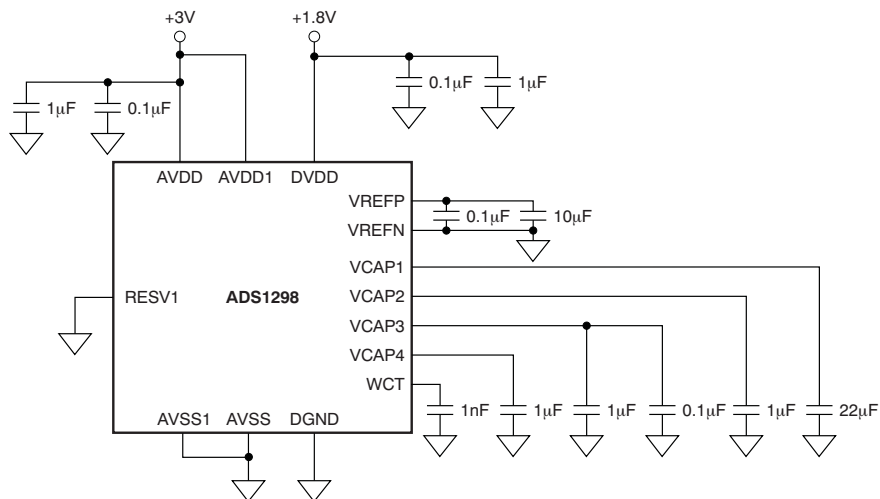 +3V
+1.8V
1μF
0.1μF
0.1μF
1μF
AVDD
AVDD1
DVDD
VREFP
0.1μF
10μF
VREFN
VCAP1
RESV1
ADS1298
VCAP2
VCAP3
VCAP4
WCT
1nF
1μF
1μF
0.1μF
1μF
22μF
AVSS1
AVSS
DGND